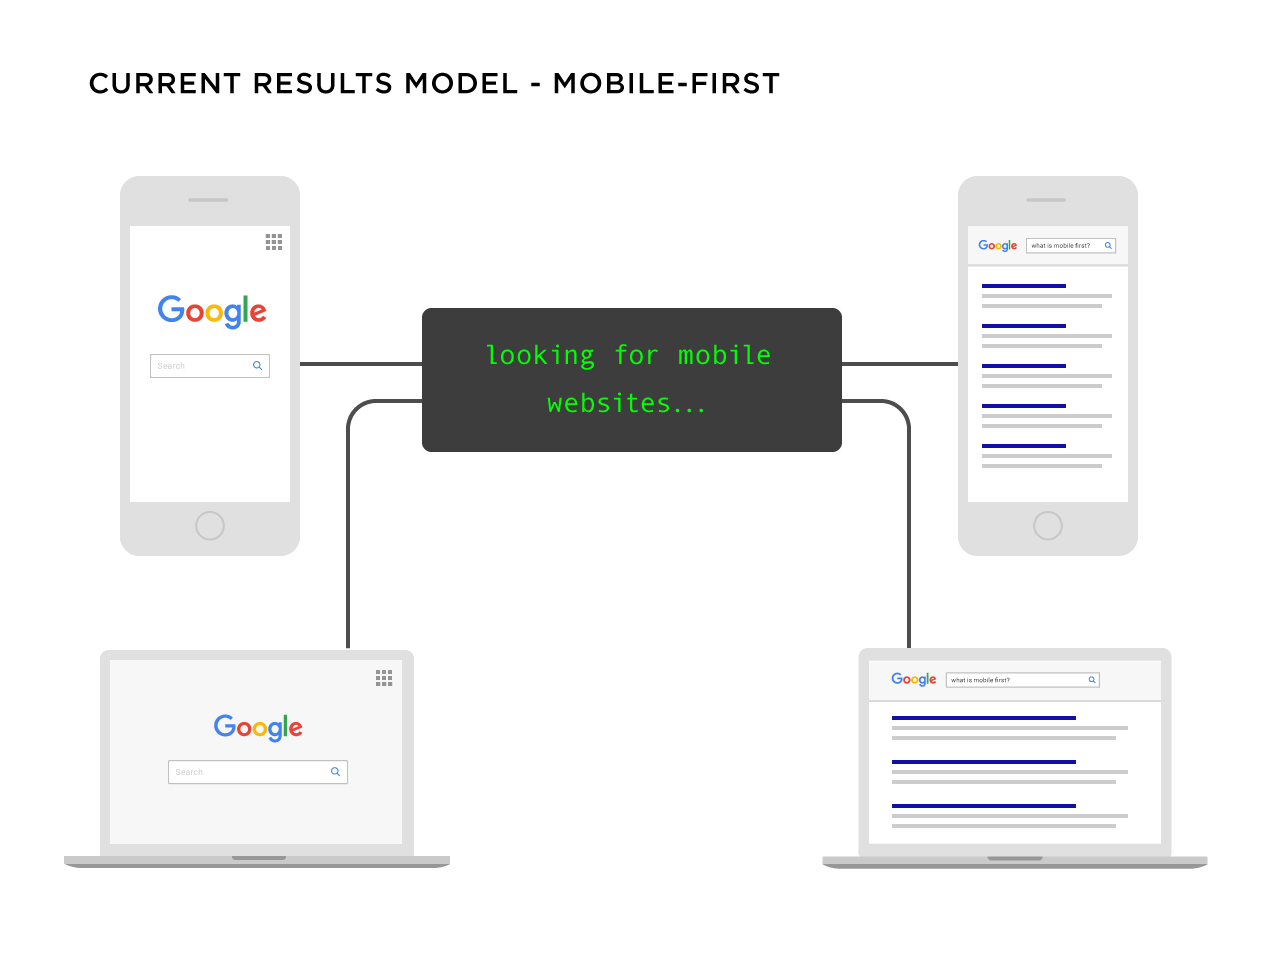 CURRENT RESULTS MODEL - MOBILE-FIRST
Google
Search
looking for mobile
websites...
Google what is mobile first?
Google
Search
Google what is mobile first?